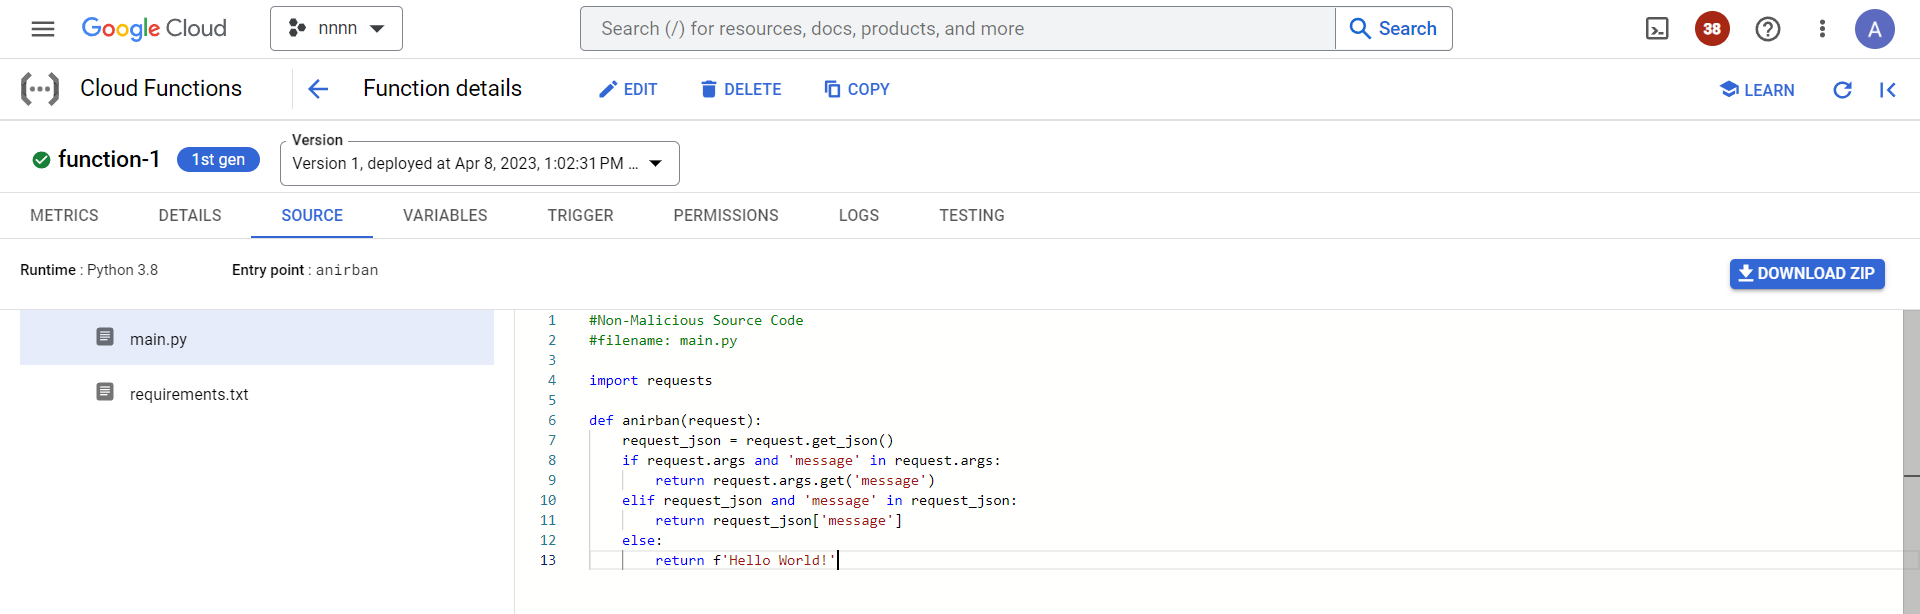 Google Cloud
nnnn
Search (/) for resources, docs, products, and more
Search
38
A
Cloud Functions
Function details
EDIT
DELETE
COPY
LEARN
function-1
1st gen
Version
Version 1, deployed at Apr 8, 2023, 1:02:31 PM ...
METRICS
DETAILS
SOURCE
VARIABLES
TRIGGER
PERMISSIONS
LOGS
TESTING
Runtime : Python 3.8
Entry point : anirban
DOWNLOAD ZIP
main.py
requirements.txt
1 #Non-Malicious Source Code
2 #filename: main.py
3
4 import requests
5
6 def anirban(request):
7     request_json = request.get_json()
8     if request.args and 'message' in request.args:
9         return request.args.get('message')
10     elif request_json and 'message' in request_json:
11         return request_json['message']
12     else:
13         return f'Hello World!'